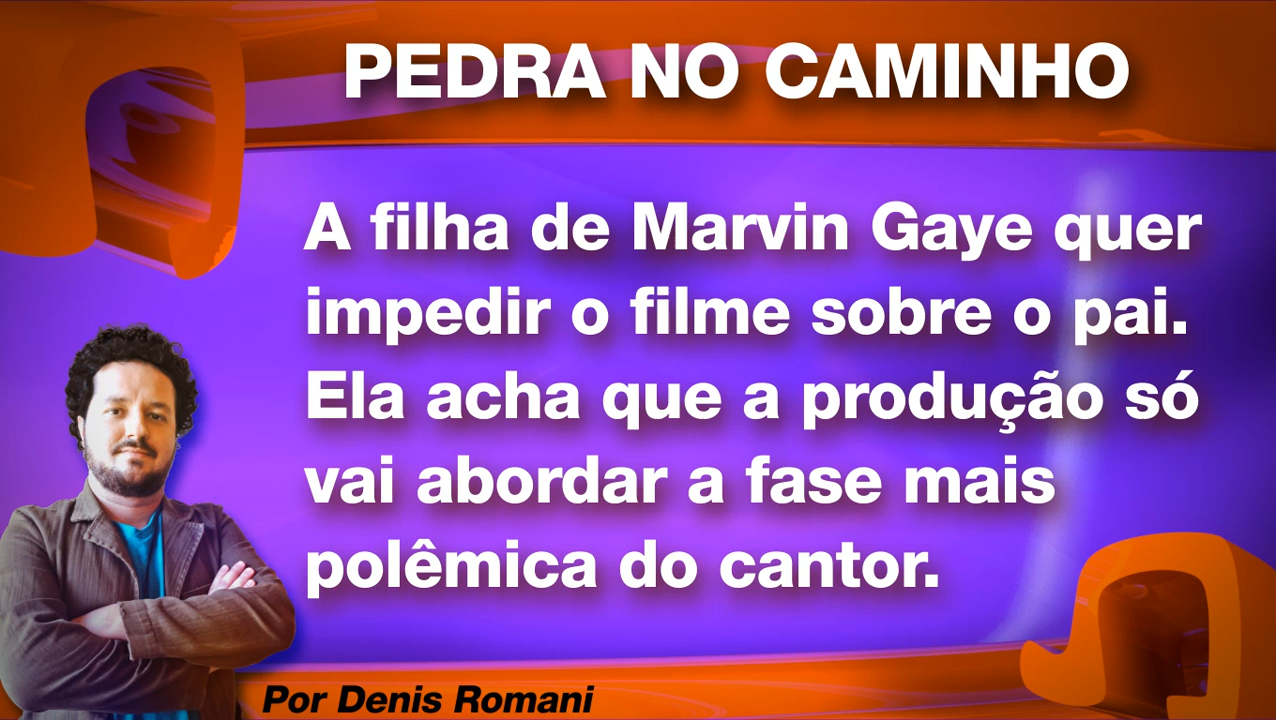 PEDRA NO CAMINHO
A filha de Marvin Gaye quer
impedir o filme sobre o pai.
Ela acha que a produção só
vai abordar a fase mais
polêmica do cantor.
Por Denis Romani